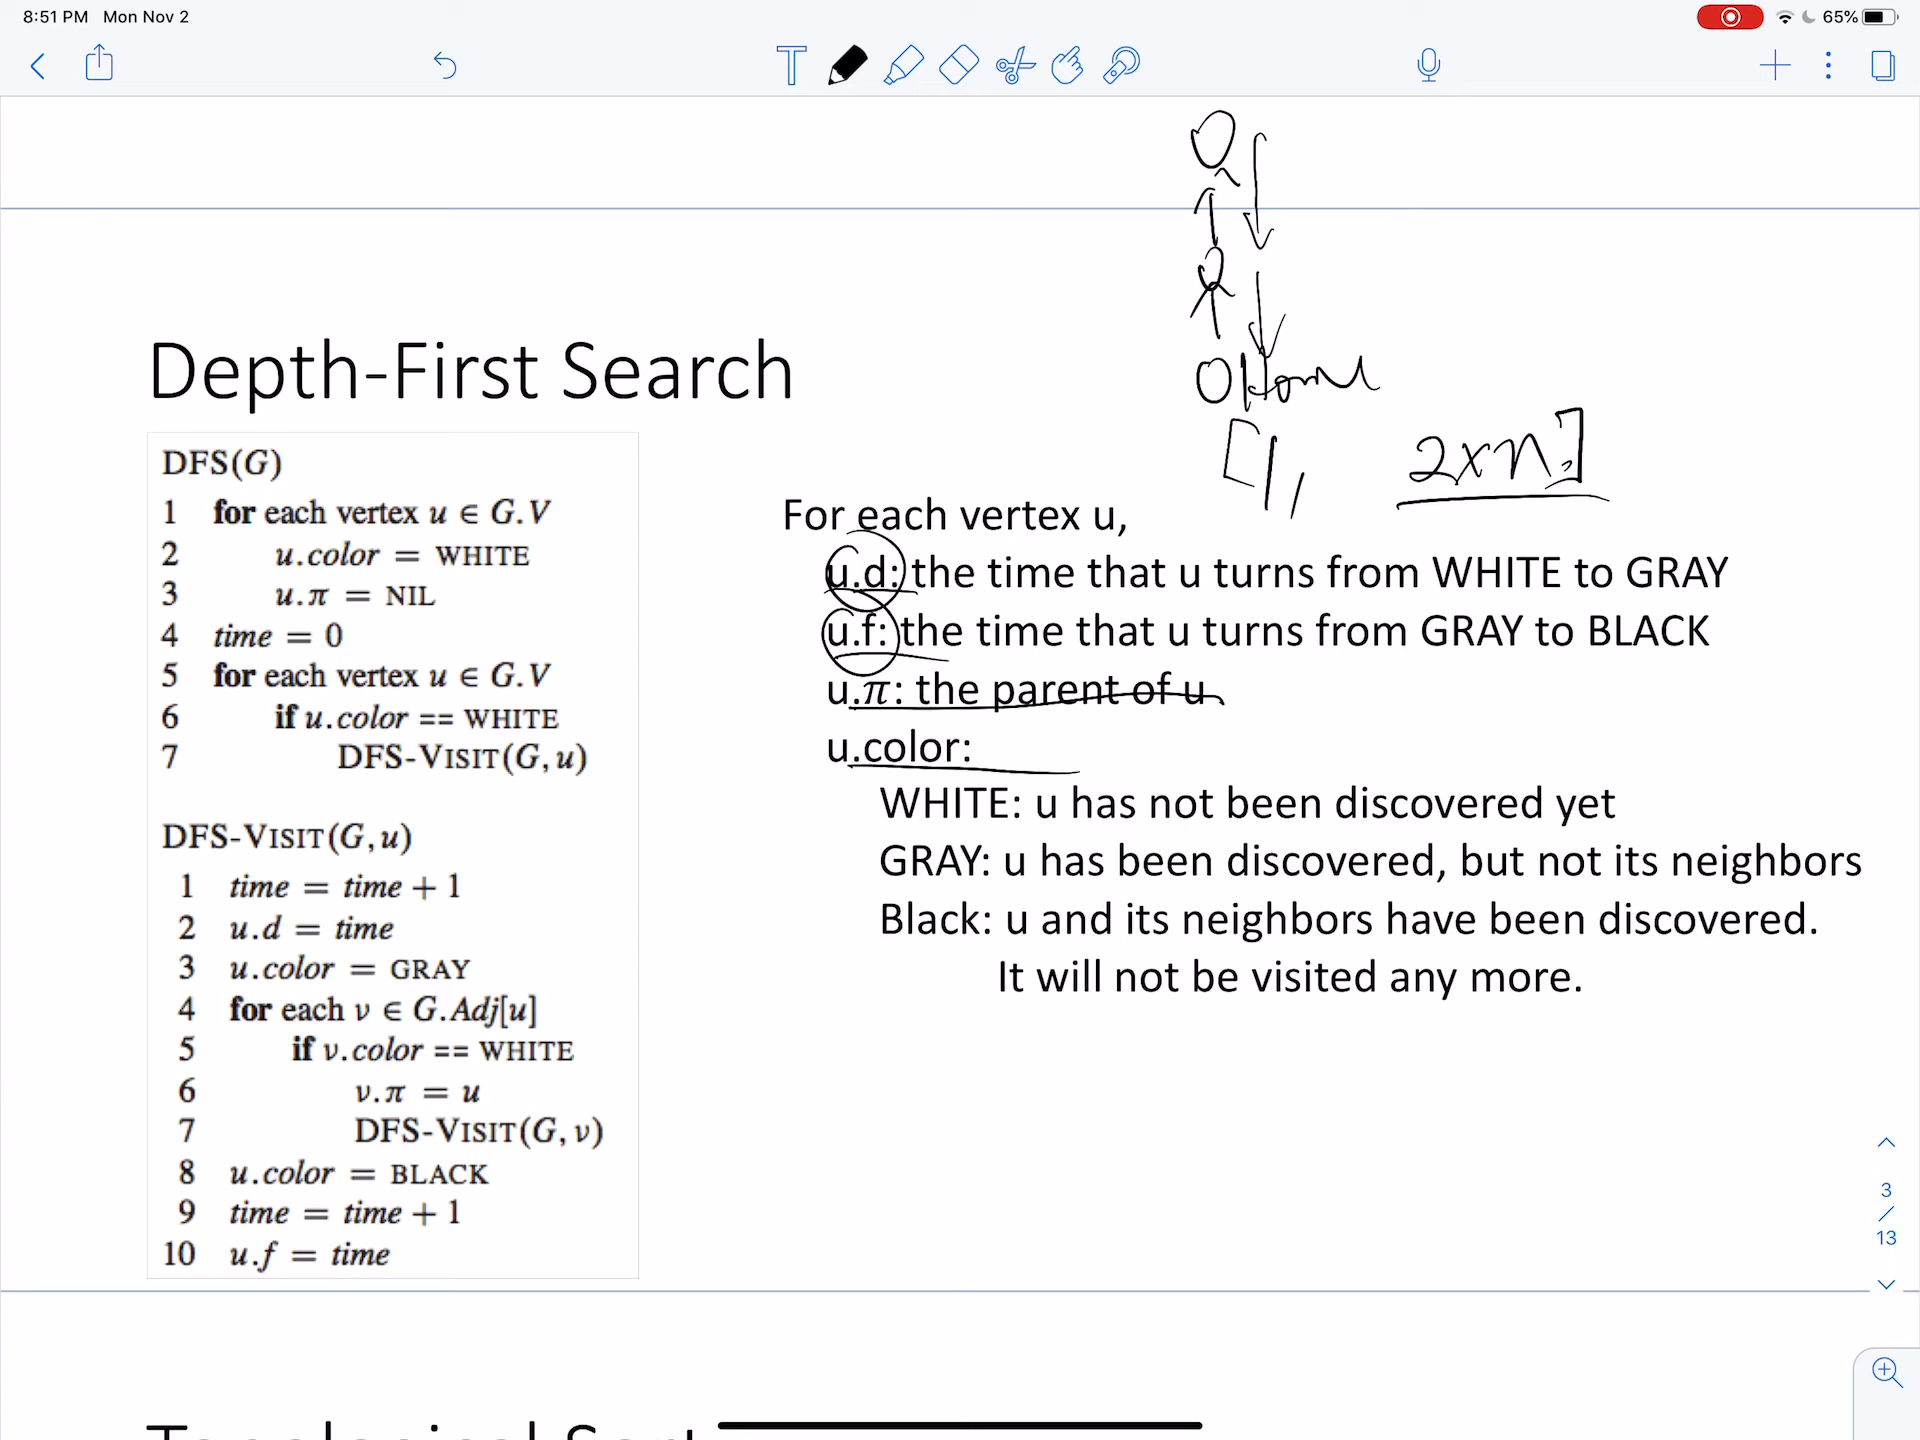 8:51 PM Mon Nov 2
65%
Home
[1, 2×n]
Depth-First Search
DFS(G)
1 for each vertex u ∈ G.V
2 u.color = WHITE
3 u.π = NIL
4 time = 0
5 for each vertex u ∈ G.V
6 if u.color == WHITE
7 DFS-VISIT(G, u)
DFS-VISIT(G, u)
1 time = time + 1
2 u.d = time
3 u.color = GRAY
4 for each v ∈ G.Adj[u]
5 if v.color == WHITE
6 v.π = u
7 DFS-VISIT(G, v)
8 u.color = BLACK
9 time = time + 1
10 u.f = time
For each vertex u,
u.d: the time that u turns from WHITE to GRAY
u.f: the time that u turns from GRAY to BLACK
u.π: the parent of u
u.color:
WHITE: u has not been discovered yet
GRAY: u has been discovered, but not its neighbors
Black: u and its neighbors have been discovered.
It will not be visited any more.
3
/
13